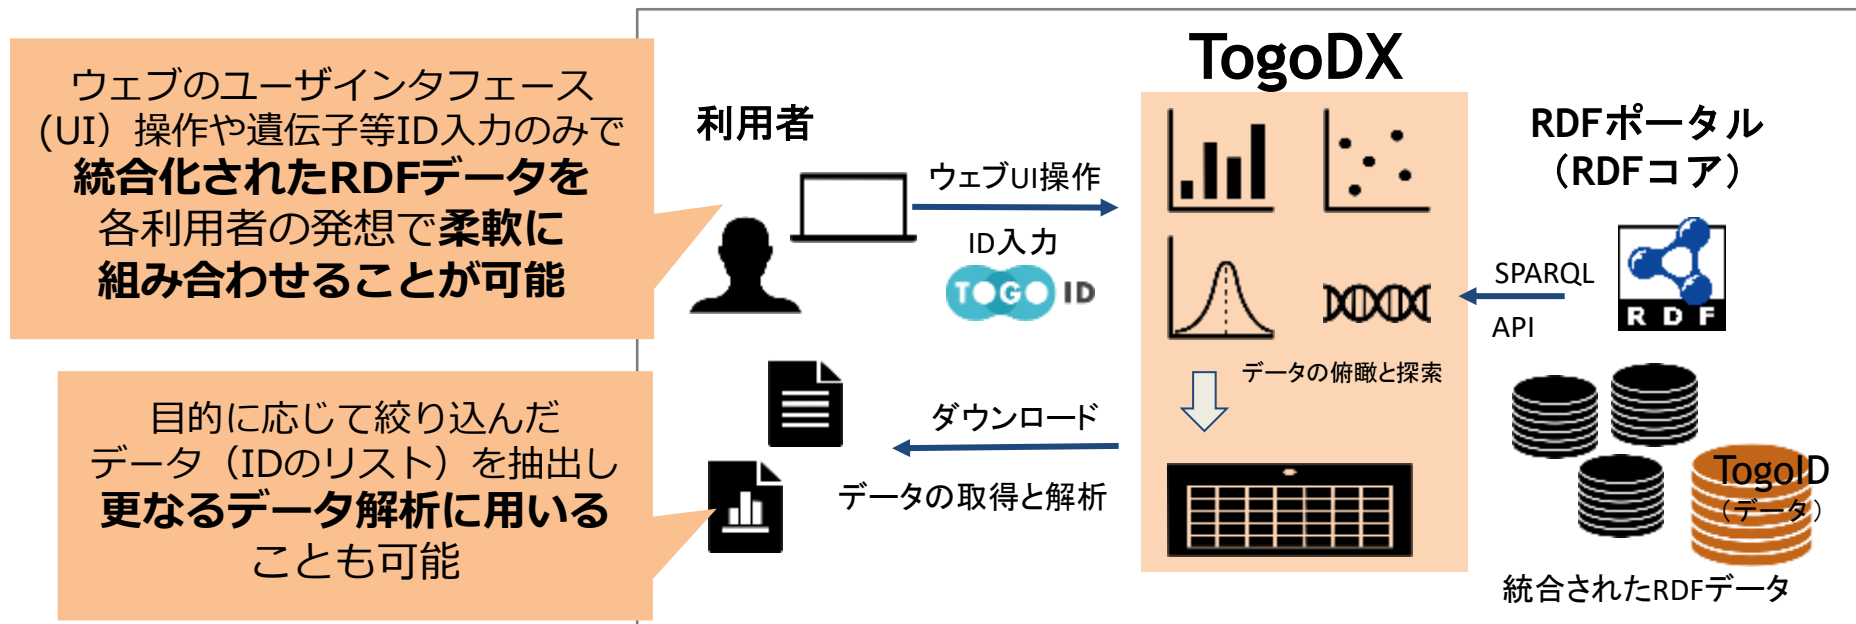 ウェブのユーザインタフェース
(UI）操作や遺伝子等ID入力のみで
統合化されたRDFデータを
各利用者の発想で柔軟に
組み合わせることが可能
目的に応じて絞り込んだ
データ（IDのリスト）を抽出し
更なるデータ解析に用いる
ことも可能
利用者
ウェブUI操作
ID入力
TOGO ID
ダウンロード
データの取得と解析
TogoDX
データの俯瞰と探索
SPARQL
API
RDFポータル
（RDFコア）
RDF
TogoID
（データ）
統合されたRDFデータ